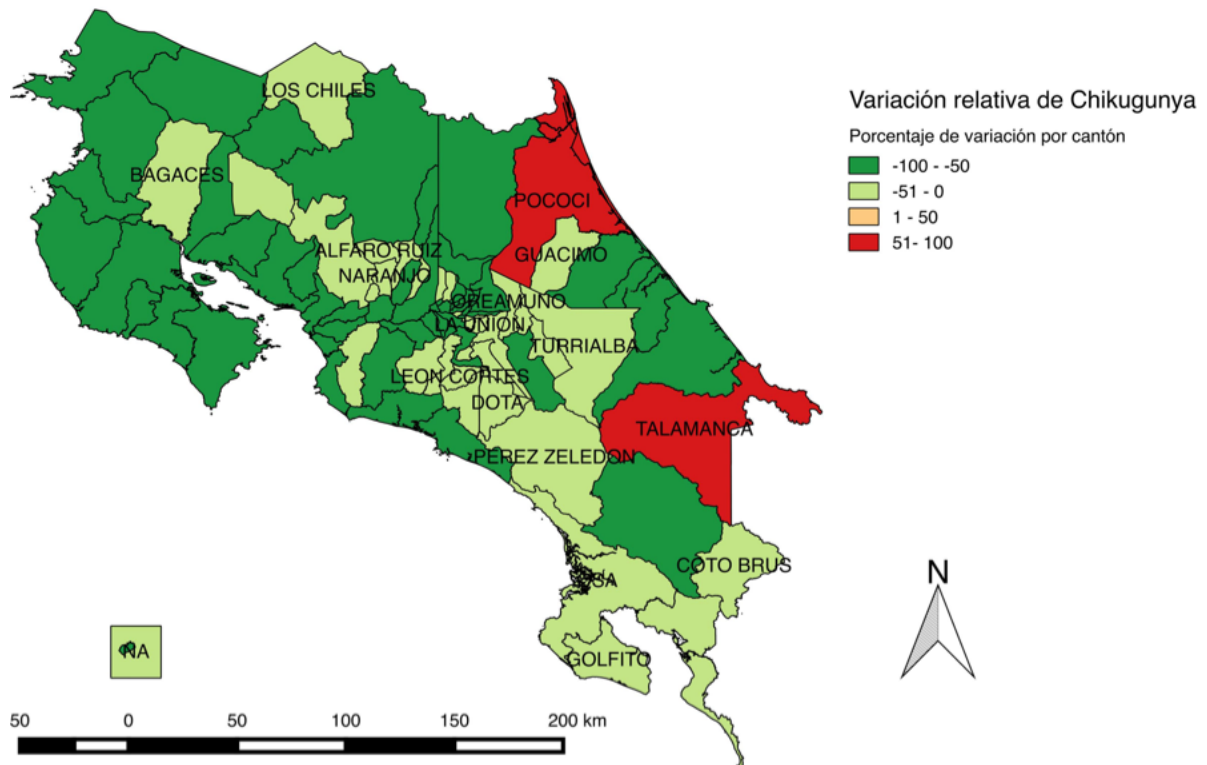 LOS CHILES
BAGACES
POCOCI
ALFARO RUIZ
GUACIMO
NARANJO
OREAMUNO
LA UNION
TURRIALBA
LEON CORTES
DOTA
TALAMANCA
PEREZ ZELEDON
COTO BRUS
GOLFITO
NA
Variación relativa de Chikugunya
Porcentaje de variación por cantón
-100 - -50
-51 - 0
1 - 50
51- 100
N
50 0 50 100 150 200 km